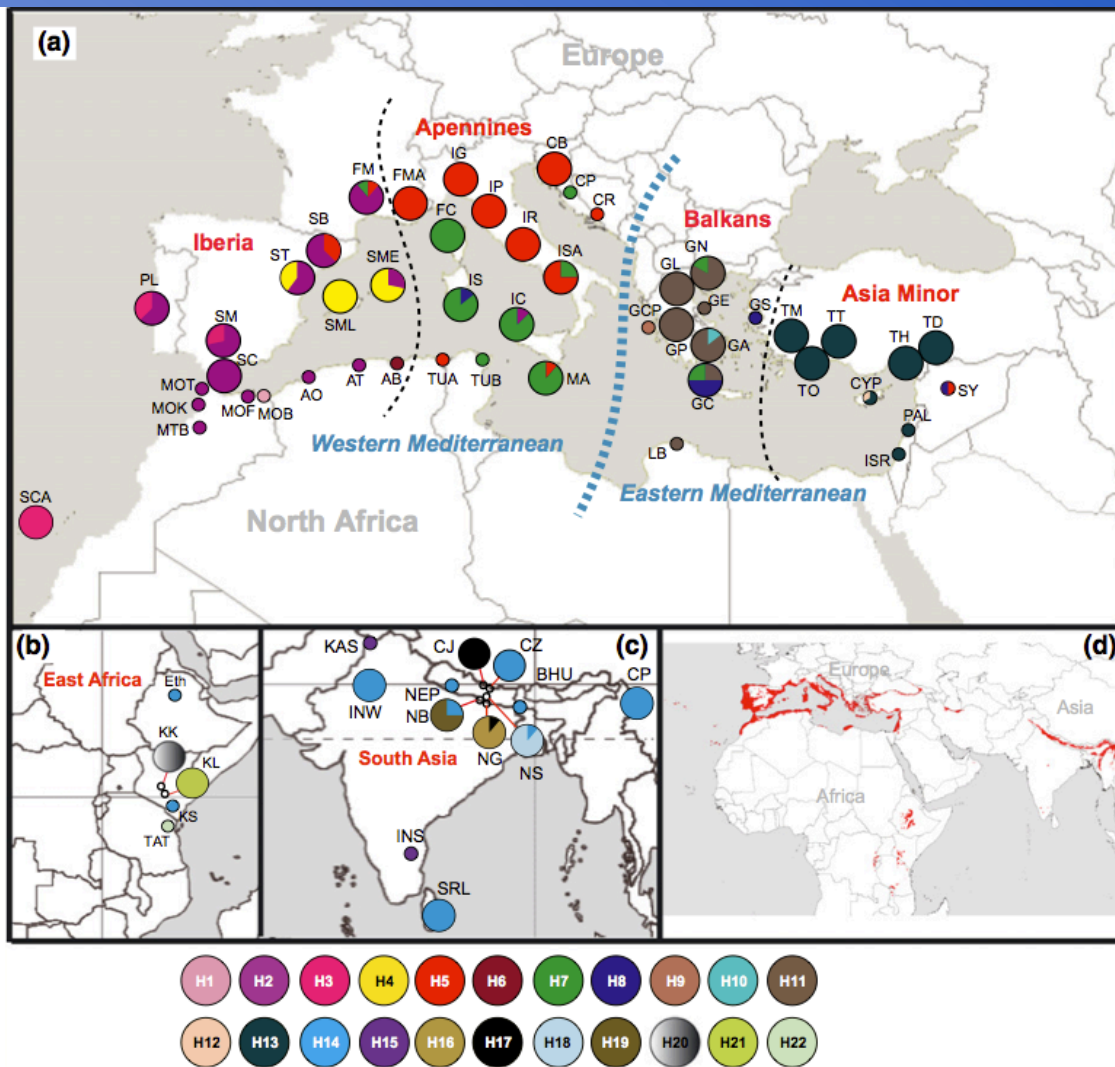 (a)
Europe
Apennines
Iberia
Balkans
Asia Minor
Western Mediterranean
Eastern Mediterranean
North Africa
FM
FMA
IG
IP
CB
CP
CR
SB
FC
IR
ISA
ST
SME
SML
IS
IC
PL
SM
SC
MOT
MOK
MTB
MOF
MOB
AO
AT
AB
TUA
TUB
MA
SCA
GL
GN
GE
GS
GCP
GP
GA
GC
LB
TM
TT
TO
TH
TD
CYP
SY
PAL
ISR
(b)
East Africa
Eth
KK
KL
KS
TAT
(c)
KAS
CJ
CZ
BHU
CP
INW
NEP
NB
NG
NS
South Asia
INS
SRL
(d)
Europe
Asia
Africa
H1 H2 H3 H4 H5 H6 H7 H8 H9 H10 H11
H12 H13 H14 H15 H16 H17 H18 H19 H20 H21 H22